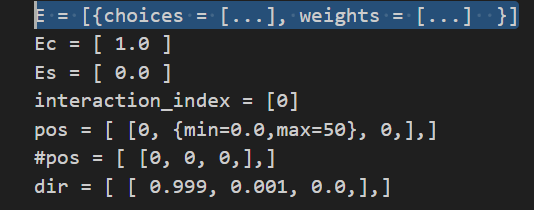 E = [{choices = [...], weights = [...]  }]
Ec = [ 1.0 ]
Es = [ 0.0 ]
interaction_index = [0]
pos = [ [0, {min=0.0,max=50}, 0,],]
#pos = [ [0, 0, 0,],]
dir = [ [ 0.999, 0.001, 0.0,],]